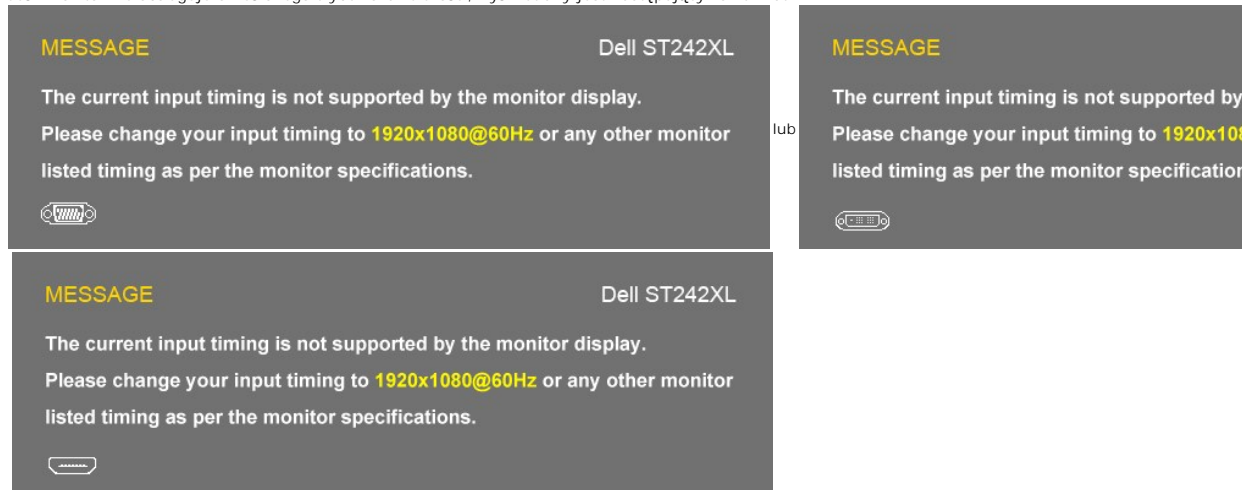 MESSAGE Dell ST242XL
The current input timing is not supported by the monitor display.
Please change your input timing to 1920x1080@60Hz or any other monitor
listed timing as per the monitor specifications.
lub
MESSAGE
The current input timing is not supported by
Please change your input timing to
listed timing as per the monitor
MESSAGE Dell ST242XL
The current input timing is not supported by the monitor display.
Please change your input timing to 1920x1080@60Hz or any other monitor
listed timing as per the monitor specifications.